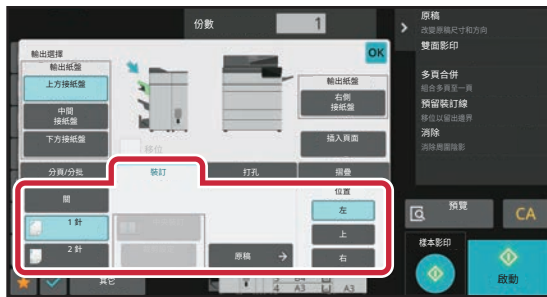 份數 1
原稿
改變原稿尺寸和方向
雙面影印
多頁合併
組合多頁至一頁
預留裝訂線
移位以留出邊界
消除
消除周圍陰影
輸出選擇
OK
輸出紙盤
上方接紙盤
中間
接紙盤
下方接紙盤
輸出紙盤
右側
接紙盤
插入頁面
移位
分頁/分批
裝訂
打孔
摺疊
關
1 針
2 針
原稿
位置
左
上
右
預覽
CA
樣本影印
啟動
其它
A3
A3